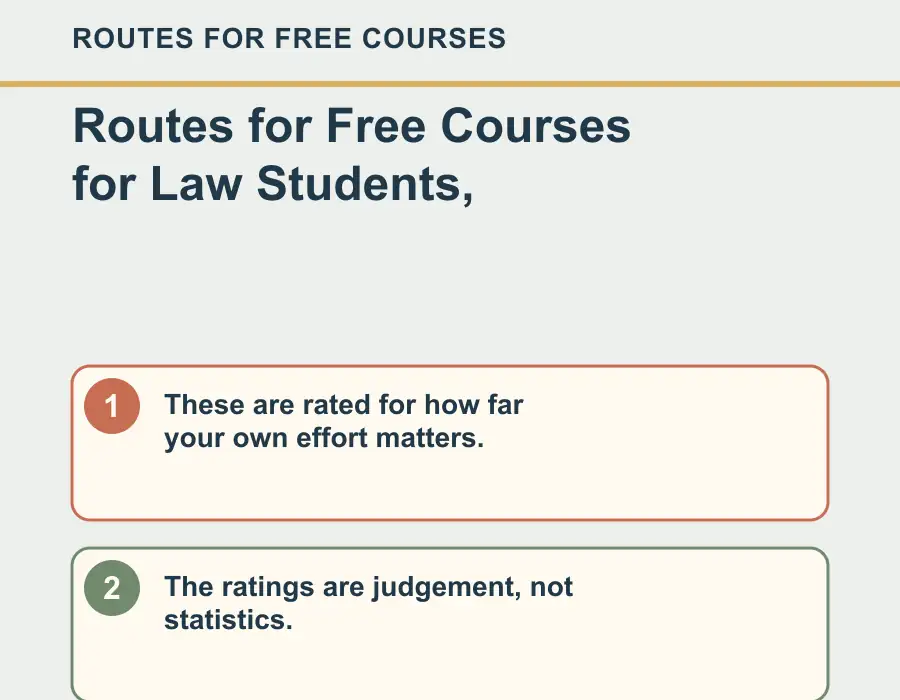 ROUTES FOR FREE COURSES
Routes for Free Courses
for Law Students,
1
These are rated for how far
your own effort matters.
2
The ratings are judgement, not
statistics.